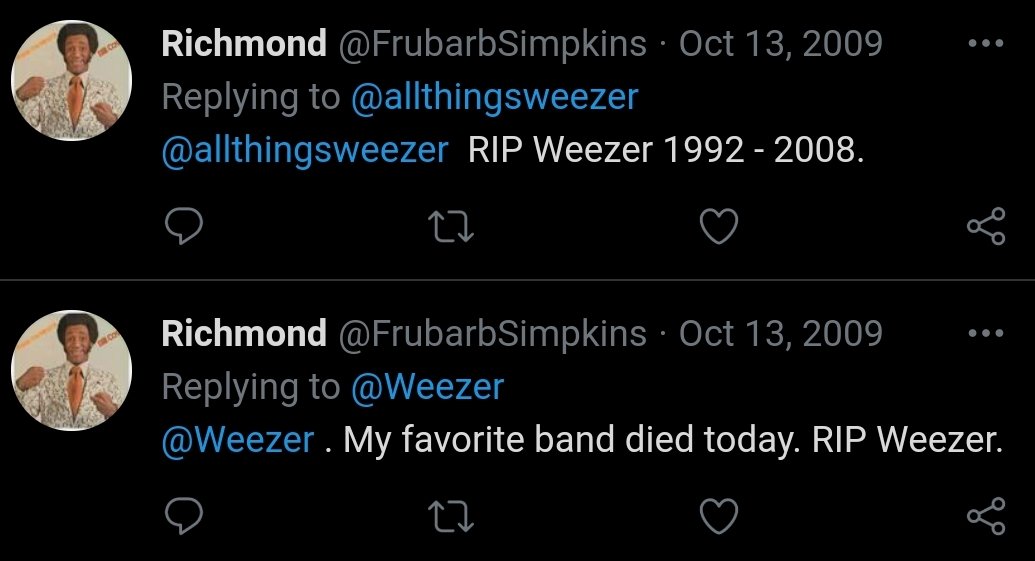 Richmond @FrubarbSimpkins · Oct 13, 2009
Replying to @allthingsweezer
@allthingsweezer RIP Weezer 1992 - 2008.
Richmond @FrubarbSimpkins · Oct 13, 2009
Replying to @Weezer
@Weezer . My favorite band died today. RIP Weezer.